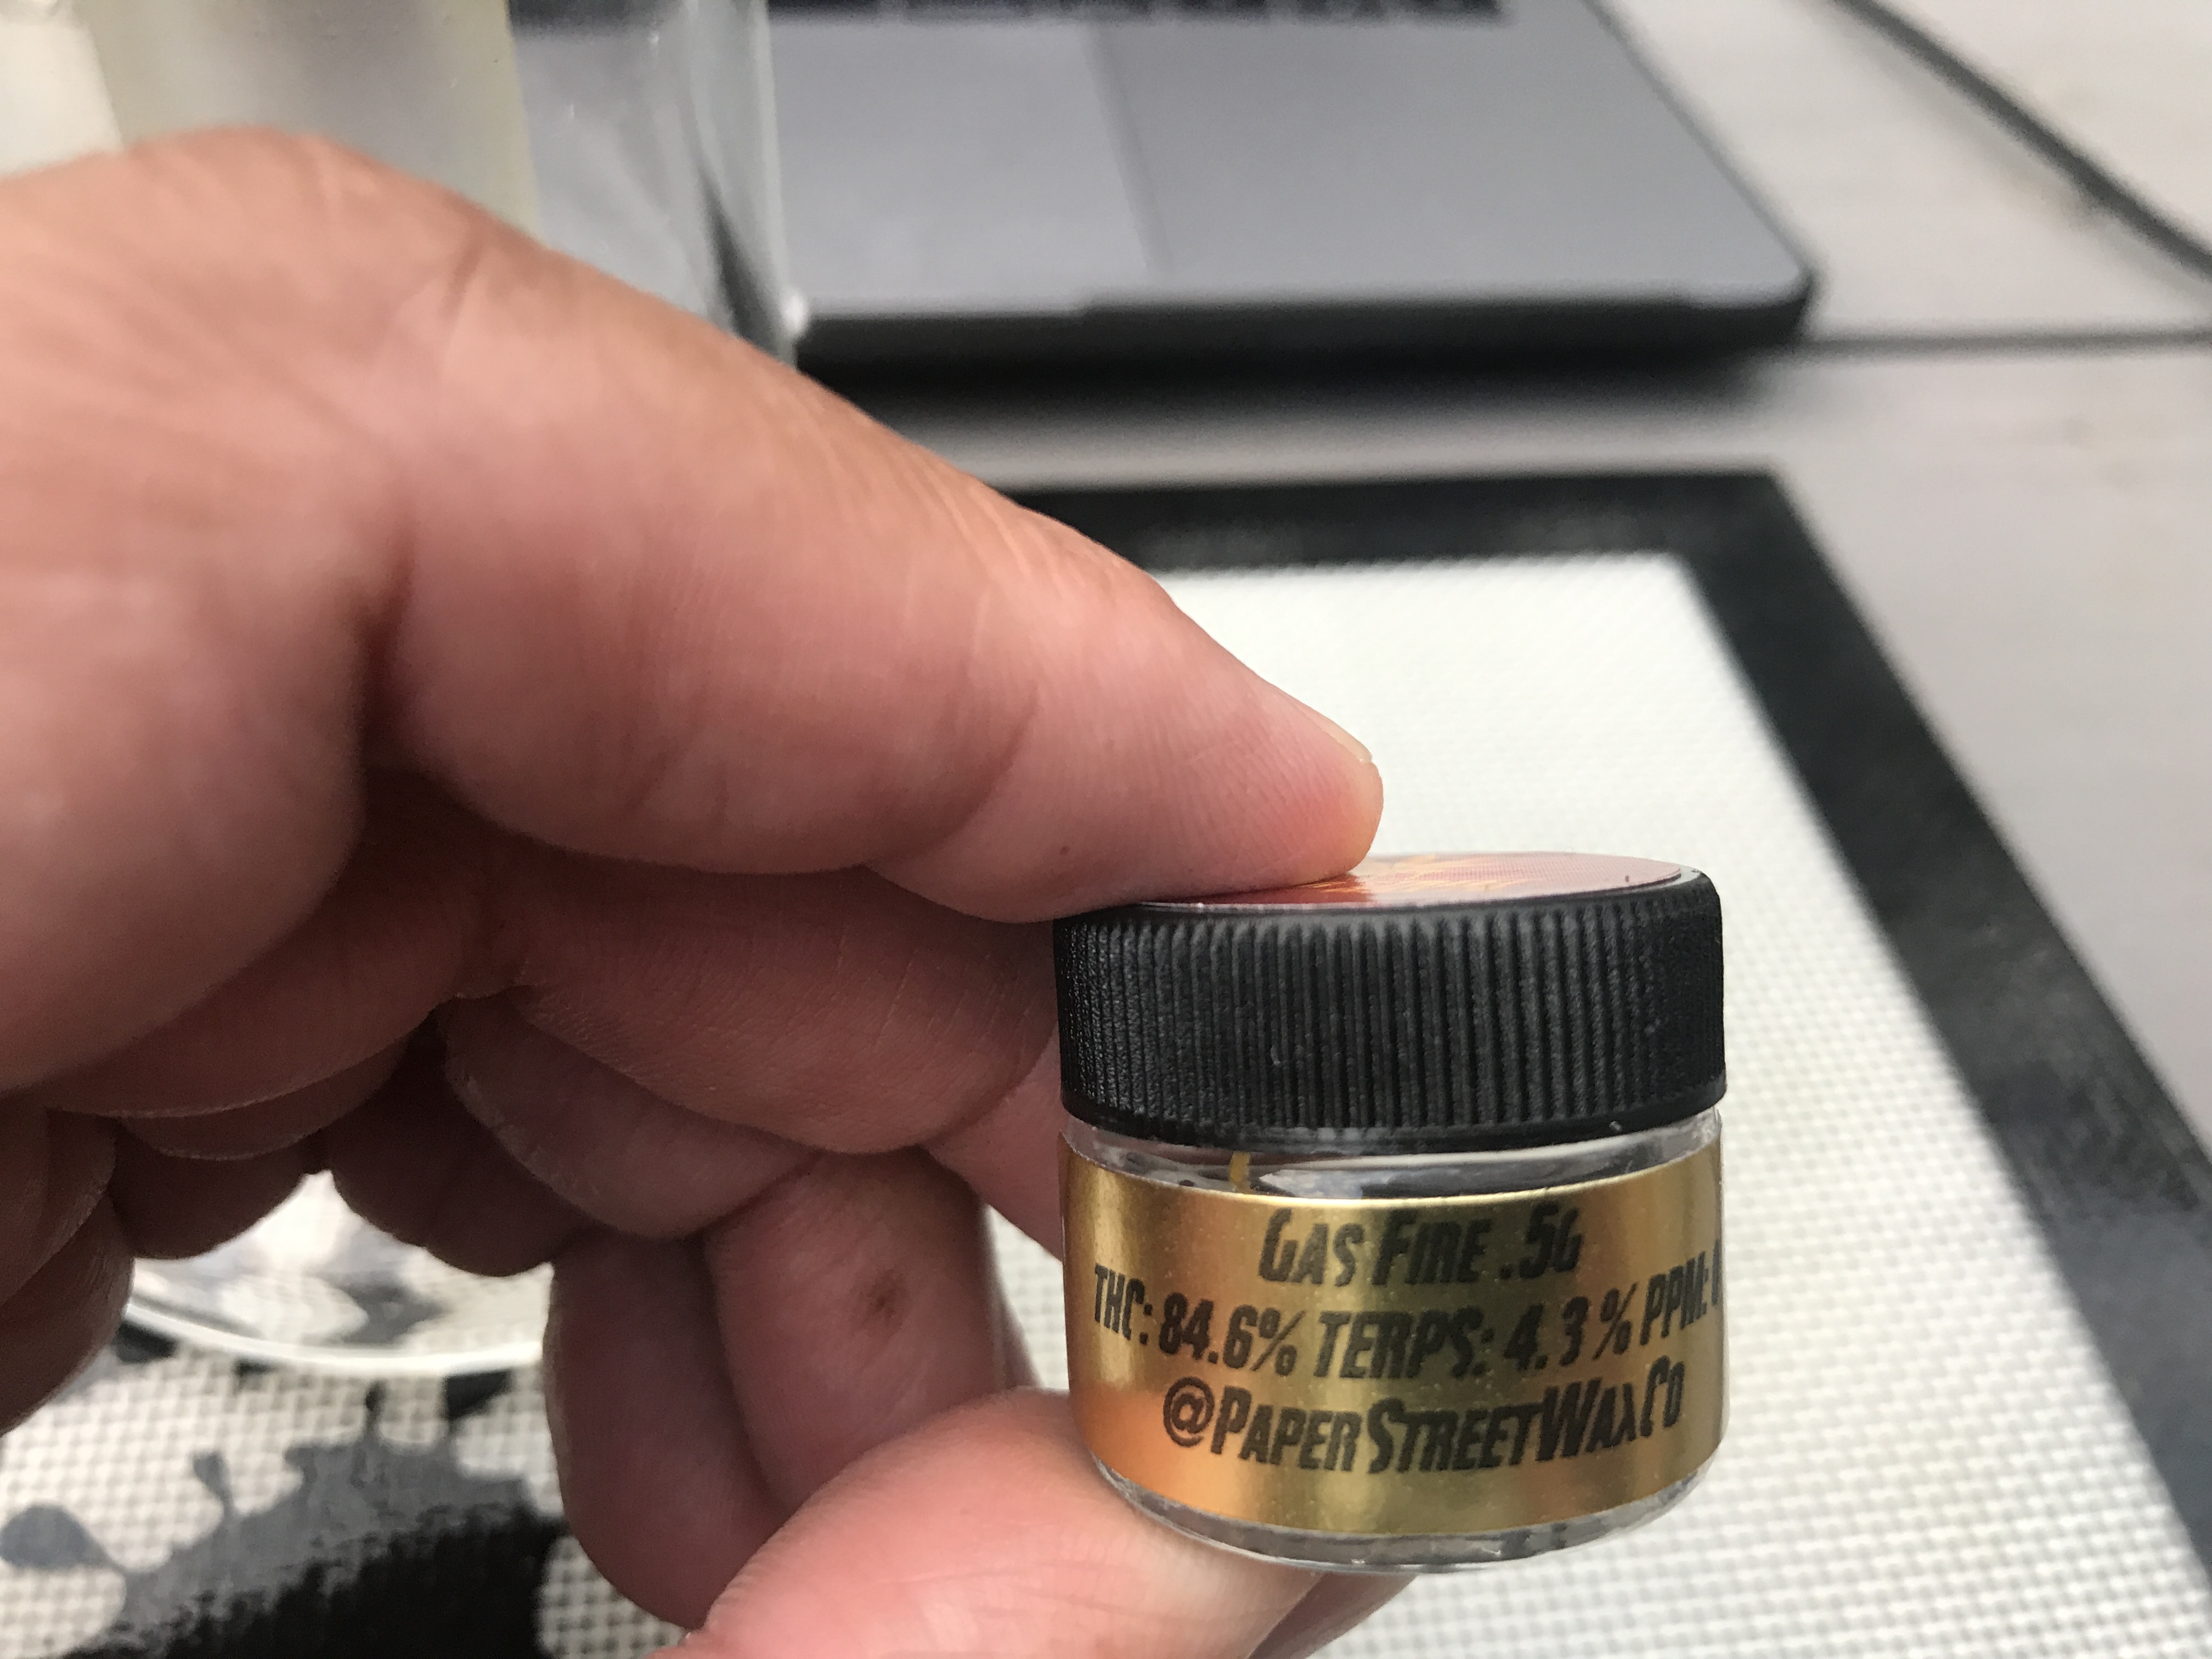 GAS FIRE .5G
THC: 84.6% TERPS: 4.3% PPM:
@PAPERSTREETWAXCO